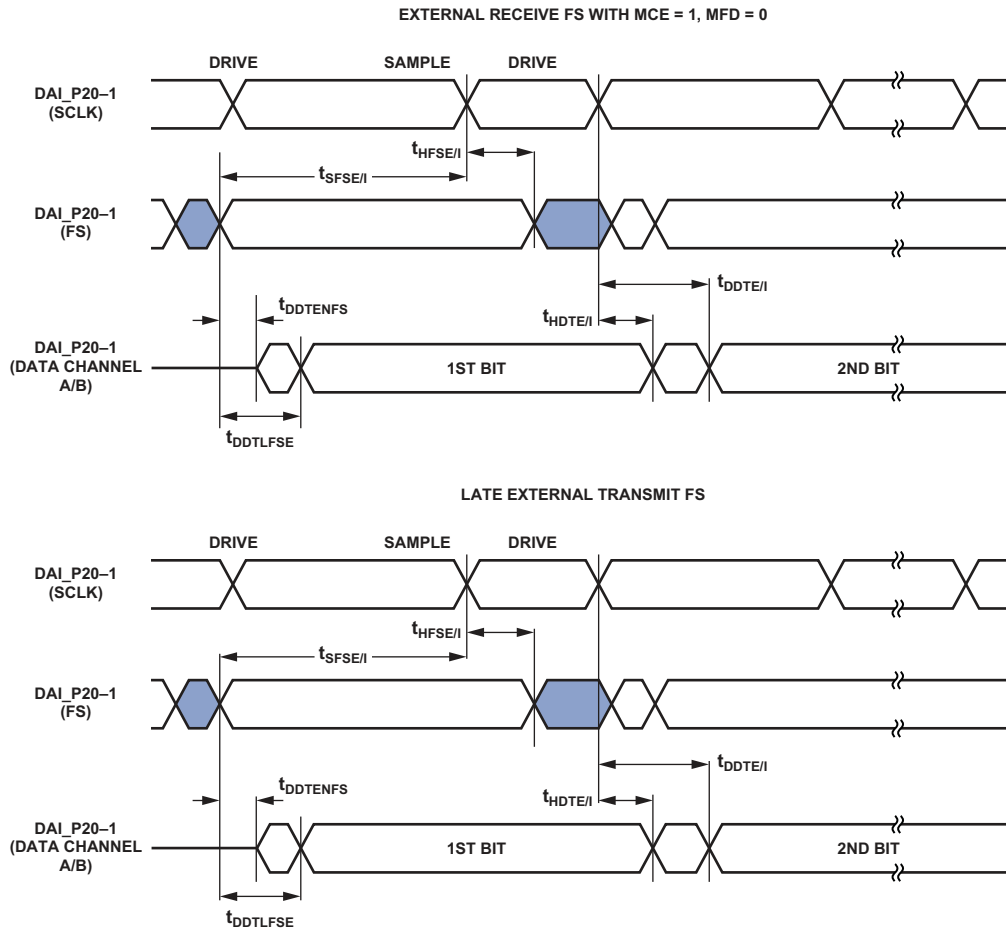 EXTERNAL RECEIVE FS WITH MCE = 1, MFD = 0
DRIVE SAMPLE DRIVE
DAI_P20–1
(SCLK)
tHFSE/I
tSFSE/I
DAI_P20–1
(FS)
tDDTE/I
tDDTENFS
tHDTE/I
DAI_P20–1
(DATA CHANNEL
A/B)
1ST BIT 2ND BIT
tDDTLFSE
LATE EXTERNAL TRANSMIT FS
DRIVE SAMPLE DRIVE
DAI_P20–1
(SCLK)
tHFSE/I
tSFSE/I
DAI_P20–1
(FS)
tDDTE/I
tDDTENFS
tHDTE/I
DAI_P20–1
(DATA CHANNEL
A/B)
1ST BIT 2ND BIT
tDDTLFSE